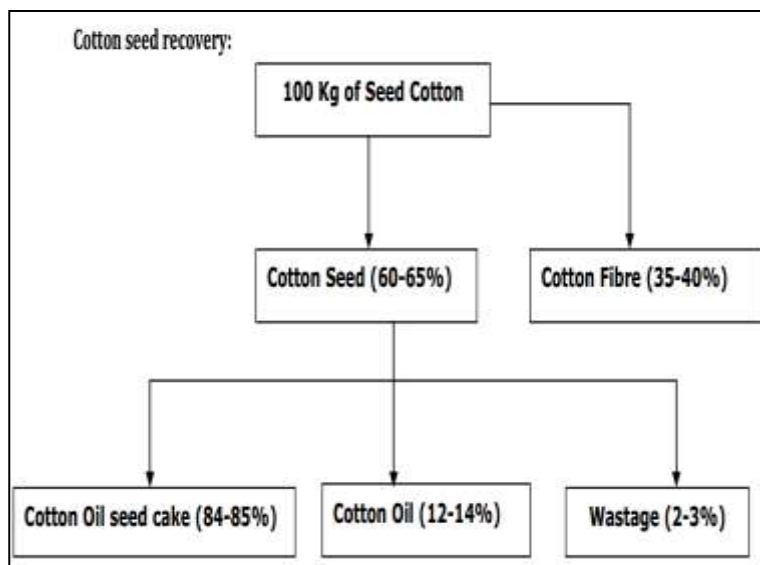 Cotton seed recovery:
100 Kg of Seed Cotton
Cotton Seed (60-65%)
Cotton Fibre (35-40%)
Cotton Oil seed cake (84-85%)
Cotton Oil (12-14%)
Wastage (2-3%)